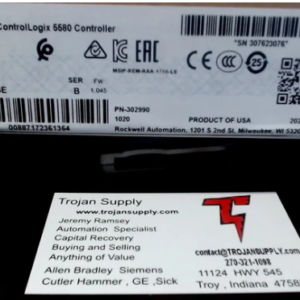 ControlLogix 5580 Controller
"SN 307623076"
EAC
25
SER
FW
B
1.045
PN-302990
1020
PRODUCT OF USA
00887172361364
Rockwell Automation, 1201 S 2nd St, Milwaukee, WI 532
Trojan Supply
www.trojansupply.com
Jeremy Ramsey
Automation Specialist
Capital Recovery
Buying and Selling
Anything of Value
Allen Bradley Siemens
Cutler Hammer , GE ,Sick
contact@TROJANSUPPLY.com
270-321-1098
11124 HWY 545
Troy , Indiana 4758